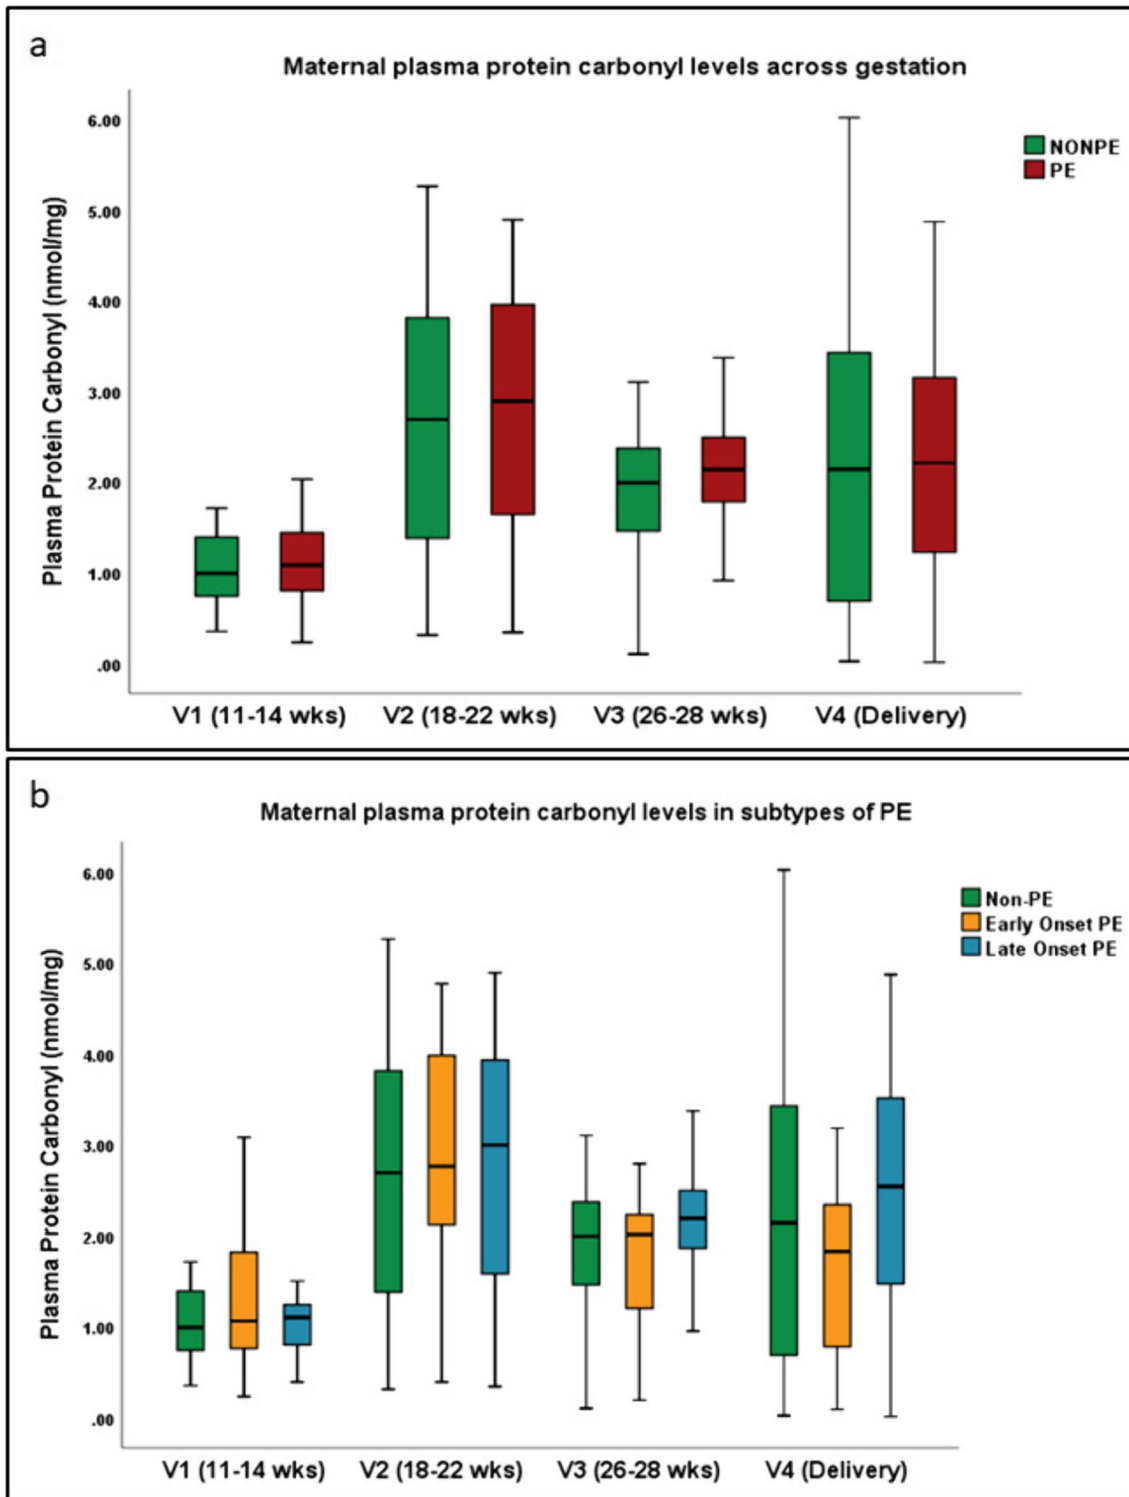 a
Maternal plasma protein carbonyl levels across gestation
Plasma Protein Carbonyl (nmol/mg)
6.00
5.00
4.00
3.00
2.00
1.00
.00
NONPE
PE
V1 (11-14 wks) V2 (18-22 wks) V3 (26-28 wks) V4 (Delivery)
b
Maternal plasma protein carbonyl levels in subtypes of PE
Plasma Protein Carbonyl (nmol/mg)
6.00
5.00
4.00
3.00
2.00
1.00
.00
Non-PE
Early Onset PE
Late Onset PE
V1 (11-14 wks) V2 (18-22 wks) V3 (26-28 wks) V4 (Delivery)